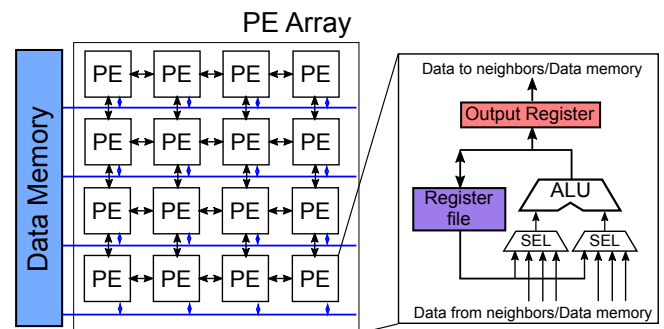 PE Array
Data Memory
PE PE PE PE
PE PE PE PE
PE PE PE PE
PE PE PE PE
Data to neighbors/Data memory
Output Register
Register
file
ALU
SEL SEL
Data from neighbors/Data memory